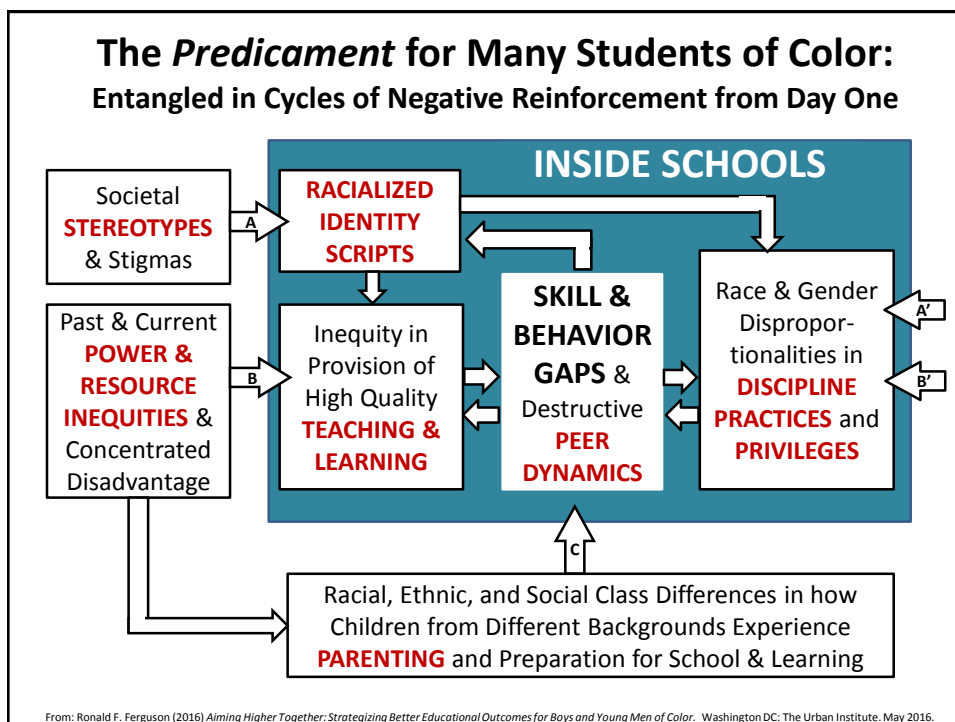 The Predicament for Many Students of Color:
Entangled in Cycles of Negative Reinforcement from Day One
INSIDE SCHOOLS
Societal
STEREOTYPES
& Stigmas
A
RACIALIZED
IDENTITY
SCRIPTS
Past & Current
POWER &
RESOURCE
INEQUITIES &
Concentrated
Disadvantage
B
Inequity in
Provision of
High Quality
TEACHING &
LEARNING
SKILL &
BEHAVIOR
GAPS &
Destructive
PEER
DYNAMICS
Race & Gender
Dispropor-
tionalities in
DISCIPLINE
PRACTICES and
PRIVILEGES
A’
B’
C
Racial, Ethnic, and Social Class Differences in how
Children from Different Backgrounds Experience
PARENTING and Preparation for School & Learning
From: Ronald F. Ferguson (2016) Aiming Higher Together: Strategizing Better Educational Outcomes for Boys and Young Men of Color. Washington DC: The Urban Institute. May 2016.